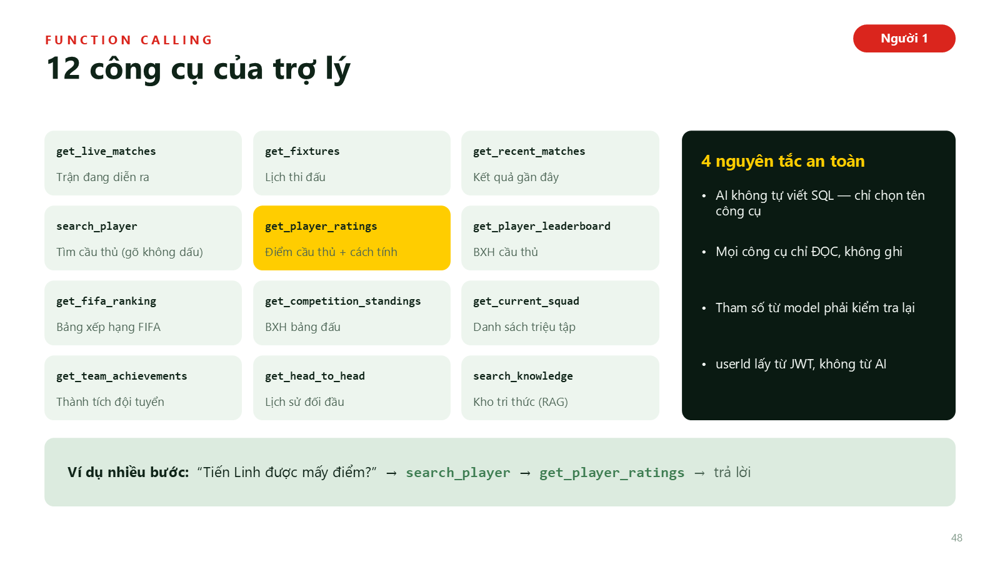 FUNCTION CALLING
Người 1
12 công cụ của trợ lý
get_live_matches
Trận đang diễn ra
get_fixtures
Lịch thi đấu
get_recent_matches
Kết quả gần đây
search_player
Tìm cầu thủ (gõ không dấu)
get_player_ratings
Điểm cầu thủ + cách tính
get_player_leaderboard
BXH cầu thủ
get_fifa_ranking
Bảng xếp hạng FIFA
get_competition_standings
BXH bảng đấu
get_current_squad
Danh sách triệu tập
get_team_achievements
Thành tích đội tuyển
get_head_to_head
Lịch sử đối đầu
search_knowledge
Kho tri thức (RAG)
4 nguyên tắc an toàn
• AI không tự viết SQL — chỉ chọn tên
công cụ
• Mọi công cụ chỉ ĐỌC, không ghi
• Tham số từ model phải kiểm tra lại
• userId lấy từ JWT, không từ AI
Ví dụ nhiều bước: “Tiến Linh được mấy điểm?” → search_player → get_player_ratings → trả lời
48